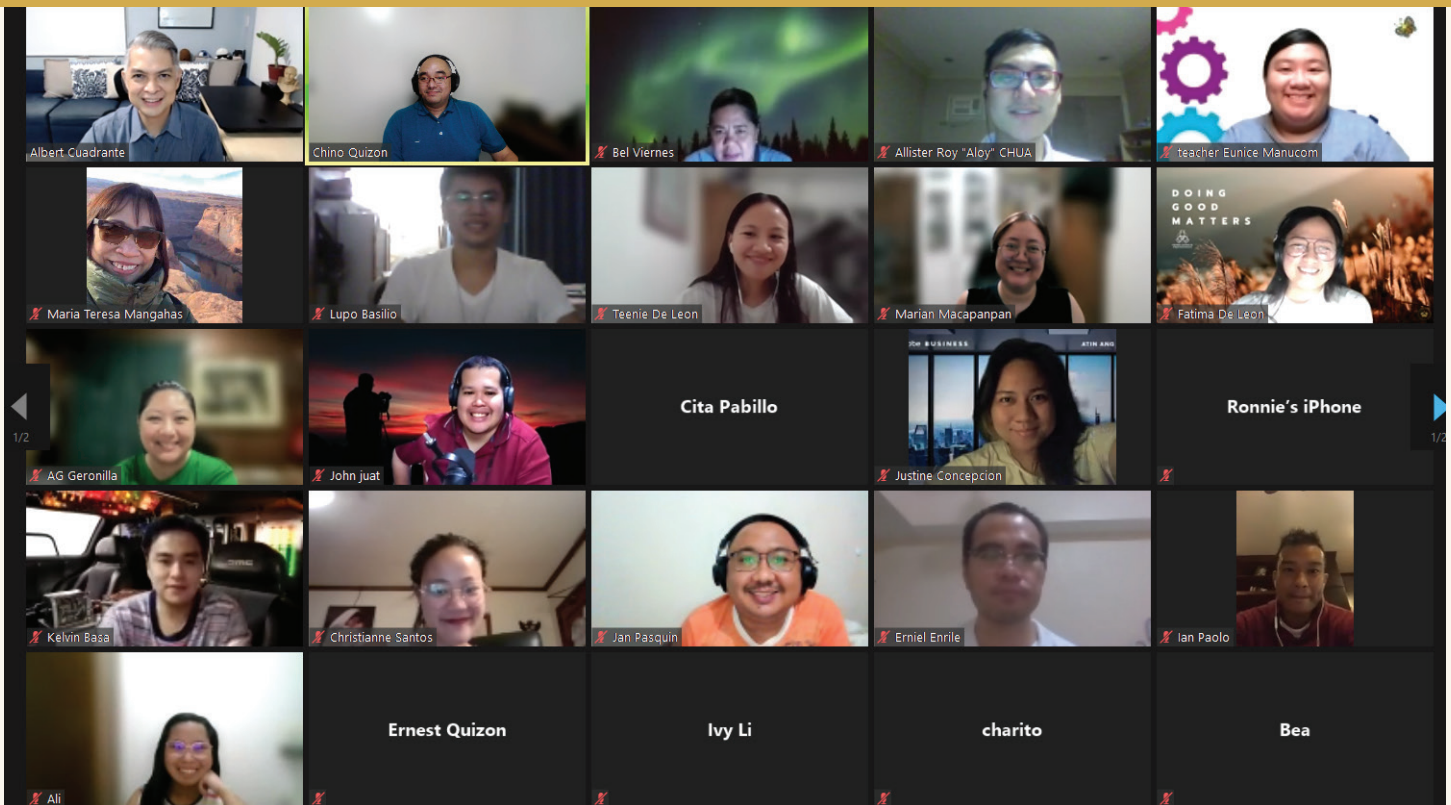 Albert Cuadrante
Chino Quizon
Bel Viernes
Allister Roy "Aloy" CHUA
teacher Eunice Manucom
Maria Teresa Mangahas
Lupo Basilio
Teenie De Leon
Marian Macapanpan
DOING
GOOD
MATTERS
Fatima De Leon
1/2
AG Geronilla
John juat
Cita Pabillo
BUSINESS
ATIN ANG
Justine Concepcion
Ronnie's iPhone
1/2
Kelvin Basa
Christianne Santos
Jan Pasquin
Erniel Enrile
Ian Paolo
Ali
Ernest Quizon
Ivy Li
charito
Bea